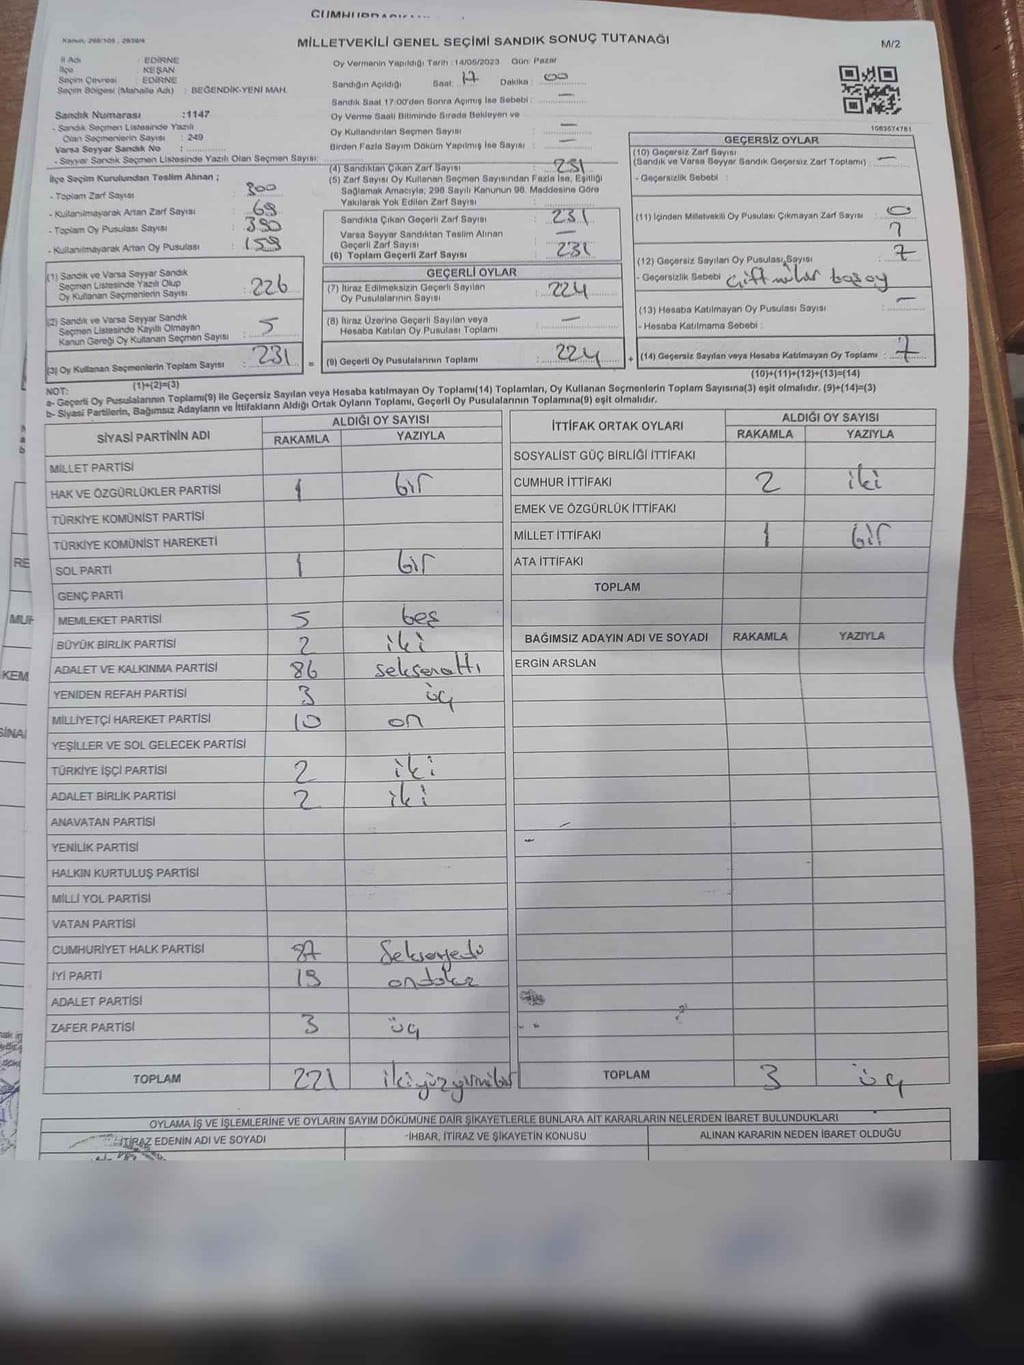 MİLLETVEKİLİ GENEL SEÇİMİ SANDIK SONUÇ TUTANAĞI
M/2
İl Adı : EDİRNE
İlçe : KEŞAN
Seçim Çevresi : EDİRNE
Seçim Bölgesi (Mahalle Adı) : BEĞENDİK-YENİ MAH.
Sandık Numarası :1147
- Sandık Seçmen Listesinde Yazılı
Olan Seçmenlerin Sayısı : 249
Varsa Seyyar Sandık No :
- Seyyar Sandık Seçmen Listesinde Yazılı Olan Seçmen Sayısı:
Oy Vermenin Yapıldığı Tarih : 14/05/2023 Gün: Pazar
Sandığın Açıldığı Saat: 17 Dakika : 00
Sandık Saat 17:00'den Sonra Açmış İse Sebebi : —
Oy Verme Saati Bitiminde Sırada Bekleyen ve
Oy Kullandırılan Seçmen Sayısı : —
Birden Fazla Sayım Döküm Yapılmış İse Sayısı : —
1083574781
İlçe Seçim Kurulundan Teslim Alınan ;
- Toplam Zarf Sayısı : 300
- Kullanılmayarak Artan Zarf Sayısı : 69
- Toplam Oy Pusulası Sayısı : 390
- Kullanılmayarak Artan Oy Pusulası : 159
(1) Sandık ve Varsa Seyyar Sandık
Seçmen Listesinde Yazılı Olup
Oy Kullanan Seçmenlerin Sayısı : 226
(2) Sandık ve Varsa Seyyar Sandık
Seçmen Listesinde Kayıtlı Olmayan
Kanun Gereği Oy Kullanan Seçmen Sayısı : 5
(3) Oy Kullanan Seçmenlerin Toplam Sayısı : 231 =
(1)+(2)=(3)
(4) Sandıktan Çıkan Zarf Sayısı : 231
(5) Zarf Sayısı Oy Kullanan Seçmen Sayısından Fazla İse, Eşitliği
Sağlamak Amacıyla; 298 Sayılı Kanunun 98. Maddesine Göre
Yakılarak Yok Edilen Zarf Sayısı :
Sandıkta Çıkan Geçerli Zarf Sayısı : 231
Varsa Seyyar Sandıktan Teslim Alınan
Geçerli Zarf Sayısı : —
(6) Toplam Geçerli Zarf Sayısı : 231
GEÇERLİ OYLAR
(7) İtiraz Edilmeksizin Geçerli Sayılan
Oy Pusulalarının Sayısı : 224
(8) İtiraz Üzerine Geçerli Sayılan veya
Hesaba Katılan Oy Pusulası Toplamı : —
(9) Geçerli Oy Pusulalarının Toplamı : 224 +
GEÇERSİZ OYLAR
(10) Geçersiz Zarf Sayısı
(Sandık ve Varsa Beyyar Sandık Geçersiz Zarf Toplamı) : —
- Geçersizlik Sebebi :
(11) İçinden Milletvekili Oy Pusulası Çıkmayan Zarf Sayısı : 0
7
(12) Geçersiz Sayılan Oy Pusulası Sayısı : 7
- Geçersizlik Sebebi : çift mühür
(13) Hesaba Katılmayan Oy Pusulası Sayısı : —
- Hesaba Katılmama Sebebi :
(14) Geçersiz Sayılan veya Hesaba Katılmayan Oy Toplamı : 7
(10)+(11)+(12)+(13)=(14)
NOT:
a- Geçerli Oy Pusulalarının Toplamı(9) ile Geçersiz Sayılan veya Hesaba katılmayan Oy Toplamı(14) Toplamları, Oy Kullanan Seçmenlerin Toplam Sayısına(3) eşit olmalıdır. (9)+(14)=(3)
b- Siyasi Partilerin, Bağımsız Adayların ve İttifakların Aldığı Ortak Oyların Toplamı, Geçerli Oy Pusulalarının Toplamına(9) eşit olmalıdır.
SİYASİ PARTİNİN ADI ALDIĞI OY SAYISI
RAKAMLA YAZIYLA
MİLLET PARTİSİ
HAK VE ÖZGÜRLÜKLER PARTİSİ 1 bir
TÜRKİYE KOMÜNİST PARTİSİ
TÜRKİYE KOMÜNİST HAREKETİ
SOL PARTİ 1 bir
GENÇ PARTİ
MEMLEKET PARTİSİ 5 beş
BÜYÜK BİRLİK PARTİSİ 2 iki
ADALET VE KALKINMA PARTİSİ 86 seksenaltı
YENİDEN REFAH PARTİSİ 3 üç
MİLLİYETÇİ HAREKET PARTİSİ 10 on
YEŞİLLER VE SOL GELECEK PARTİSİ
TÜRKİYE İŞÇİ PARTİSİ 2 iki
ADALET BİRLİK PARTİSİ 2 iki
ANAVATAN PARTİSİ
YENİLİK PARTİSİ
HALKIN KURTULUŞ PARTİSİ
MİLLİ YOL PARTİSİ
VATAN PARTİSİ
CUMHURİYET HALK PARTİSİ 87 Seksenyedi
İYİ PARTİ 19 ondokuz
ADALET PARTİSİ
ZAFER PARTİSİ 3 üç
TOPLAM 221 ikiyüzyirmibir
İTTİFAK ORTAK OYLARI ALDIĞI OY SAYISI
RAKAMLA YAZIYLA
SOSYALİST GÜÇ BİRLİĞİ İTTİFAKI
CUMHUR İTTİFAKI 2 iki
EMEK VE ÖZGÜRLÜK İTTİFAKI
MİLLET İTTİFAKI 1 bir
ATA İTTİFAKI
TOPLAM
BAĞIMSIZ ADAYIN ADI VE SOYADI RAKAMLA YAZIYLA
ERGİN ARSLAN
TOPLAM 3 üç
OYLAMA İŞ VE İŞLEMLERİNE VE OYLARIN SAYIM DÖKÜMÜNE DAİR ŞİKAYETLERLE BUNLARA AİT KARARLARIN NELERDEN İBARET BULUNDUKLARI
İTİRAZ EDENİN ADI VE SOYADI
İHBAR, İTİRAZ VE ŞİKAYETİN KONUSU
ALINAN KARARIN NEDEN İBARET OLDUĞU